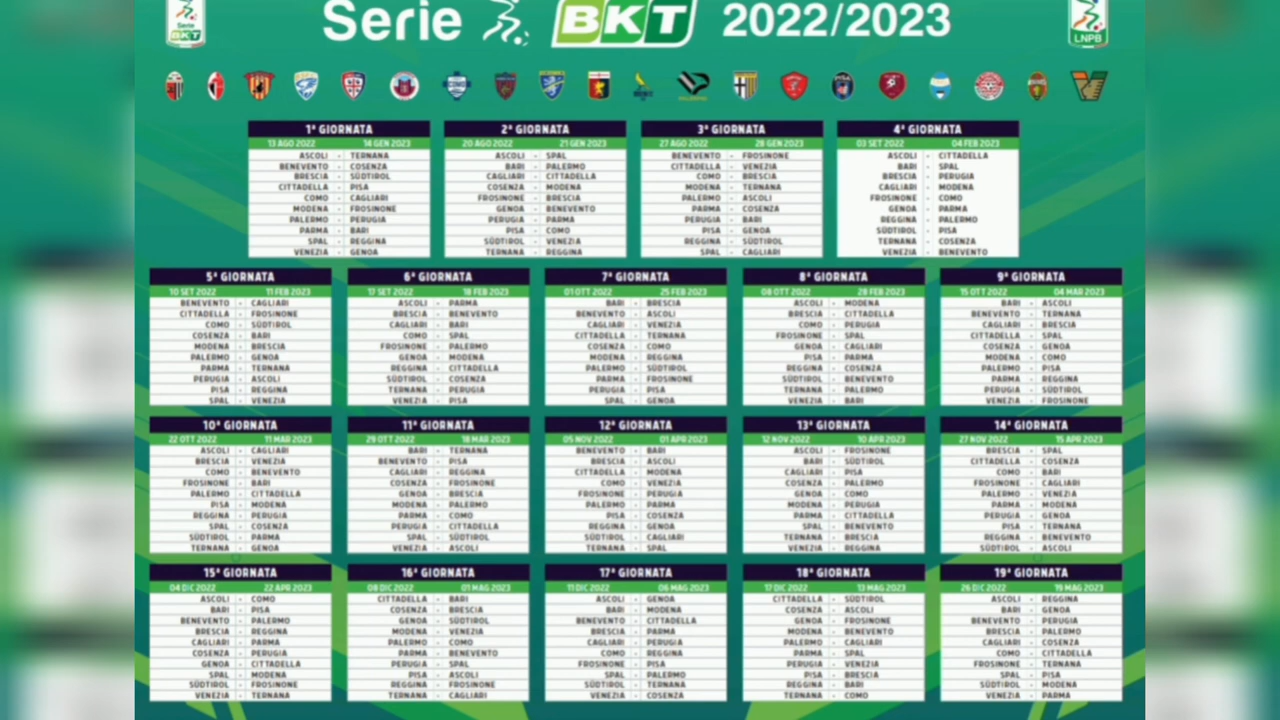 Serie BKT 2022/2023
Serie
BKT
LNPB
1ª GIORNATA
13 AGO 2022 14 GEN 2023
ASCOLI - TERNANA
BENEVENTO - COSENZA
BRESCIA - SÜDTIROL
CITTADELLA - PISA
COMO - CAGLIARI
MODENA - FROSINONE
PALERMO - PERUGIA
PARMA - BARI
SPAL - REGGINA
VENEZIA - GENOA
2ª GIORNATA
20 AGO 2022 21 GEN 2023
ASCOLI - SPAL
BARI - PALERMO
CAGLIARI - CITTADELLA
COSENZA - MODENA
FROSINONE - BRESCIA
GENOA - BENEVENTO
PERUGIA - PARMA
PISA - COMO
SÜDTIROL - VENEZIA
TERNANA - REGGINA
3ª GIORNATA
27 AGO 2022 28 GEN 2023
BENEVENTO - FROSINONE
CITTADELLA - VENEZIA
COMO - BRESCIA
MODENA - TERNANA
PALERMO - ASCOLI
PARMA - COSENZA
PERUGIA - BARI
PISA - GENOA
REGGINA - SÜDTIROL
SPAL - CAGLIARI
4ª GIORNATA
03 SET 2022 04 FEB 2023
ASCOLI - CITTADELLA
BARI - SPAL
BRESCIA - PERUGIA
CAGLIARI - MODENA
FROSINONE - COMO
GENOA - PARMA
REGGINA - PALERMO
SÜDTIROL - PISA
TERNANA - COSENZA
VENEZIA - BENEVENTO
5ª GIORNATA
10 SET 2022 11 FEB 2023
BENEVENTO - CAGLIARI
CITTADELLA - FROSINONE
COMO - SÜDTIROL
COSENZA - BARI
MODENA - BRESCIA
PALERMO - GENOA
PARMA - TERNANA
PERUGIA - ASCOLI
PISA - REGGINA
SPAL - VENEZIA
6ª GIORNATA
17 SET 2022 18 FEB 2023
ASCOLI - PARMA
BRESCIA - BENEVENTO
CAGLIARI - BARI
COMO - SPAL
FROSINONE - PALERMO
GENOA - MODENA
REGGINA - CITTADELLA
SÜDTIROL - COSENZA
TERNANA - PERUGIA
VENEZIA - PISA
7ª GIORNATA
01 OTT 2022 25 FEB 2023
BARI - BRESCIA
BENEVENTO - ASCOLI
CAGLIARI - VENEZIA
CITTADELLA - TERNANA
COSENZA - COMO
MODENA - REGGINA
PALERMO - SÜDTIROL
PARMA - FROSINONE
PERUGIA - PISA
SPAL - GENOA
8ª GIORNATA
08 OTT 2022 28 FEB 2023
ASCOLI - MODENA
BRESCIA - CITTADELLA
COMO - PERUGIA
FROSINONE - SPAL
GENOA - CAGLIARI
PISA - PARMA
REGGINA - COSENZA
SÜDTIROL - BENEVENTO
TERNANA - PALERMO
VENEZIA - BARI
9ª GIORNATA
15 OTT 2022 04 MAR 2023
BARI - ASCOLI
BENEVENTO - TERNANA
CAGLIARI - BRESCIA
CITTADELLA - SPAL
COSENZA - GENOA
MODENA - COMO
PALERMO - PISA
PARMA - REGGINA
PERUGIA - SÜDTIROL
VENEZIA - FROSINONE
10ª GIORNATA
22 OTT 2022 11 MAR 2023
ASCOLI - CAGLIARI
BRESCIA - VENEZIA
COMO - BENEVENTO
FROSINONE - BARI
PALERMO - CITTADELLA
PISA - MODENA
REGGINA - PERUGIA
SPAL - COSENZA
SÜDTIROL - PARMA
TERNANA - GENOA
11ª GIORNATA
29 OTT 2022 18 MAR 2023
BARI - TERNANA
BENEVENTO - PISA
CAGLIARI - REGGINA
COSENZA - FROSINONE
GENOA - BRESCIA
MODENA - PALERMO
PARMA - COMO
PERUGIA - CITTADELLA
SPAL - SÜDTIROL
VENEZIA - ASCOLI
12ª GIORNATA
05 NOV 2022 01 APR 2023
BENEVENTO - BARI
BRESCIA - ASCOLI
CITTADELLA - MODENA
COMO - VENEZIA
FROSINONE - PERUGIA
PALERMO - PARMA
PISA - COSENZA
REGGINA - GENOA
SÜDTIROL - CAGLIARI
TERNANA - SPAL
13ª GIORNATA
12 NOV 2022 10 APR 2023
ASCOLI - FROSINONE
BARI - SÜDTIROL
CAGLIARI - PISA
COSENZA - PALERMO
GENOA - COMO
MODENA - PERUGIA
PARMA - CITTADELLA
SPAL - BENEVENTO
TERNANA - BRESCIA
VENEZIA - REGGINA
14ª GIORNATA
27 NOV 2022 15 APR 2023
BRESCIA - SPAL
CITTADELLA - COSENZA
COMO - BARI
FROSINONE - CAGLIARI
PALERMO - VENEZIA
PARMA - MODENA
PERUGIA - GENOA
PISA - TERNANA
REGGINA - BENEVENTO
SÜDTIROL - ASCOLI
15ª GIORNATA
04 DIC 2022 22 APR 2023
ASCOLI - COMO
BARI - PISA
BENEVENTO - PALERMO
BRESCIA - REGGINA
CAGLIARI - PARMA
COSENZA - PERUGIA
GENOA - CITTADELLA
SPAL - MODENA
SÜDTIROL - FROSINONE
VENEZIA - TERNANA
16ª GIORNATA
08 DIC 2022 01 MAG 2023
CITTADELLA - BARI
COSENZA - BRESCIA
GENOA - SÜDTIROL
MODENA - VENEZIA
PALERMO - COMO
PARMA - BENEVENTO
PERUGIA - SPAL
PISA - ASCOLI
REGGINA - FROSINONE
TERNANA - CAGLIARI
17ª GIORNATA
11 DIC 2022 06 MAG 2023
ASCOLI - GENOA
BARI - MODENA
BENEVENTO - CITTADELLA
BRESCIA - PARMA
CAGLIARI - PERUGIA
COMO - REGGINA
FROSINONE - PISA
SPAL - PALERMO
SÜDTIROL - TERNANA
VENEZIA - COSENZA
18ª GIORNATA
17 DIC 2022 13 MAG 2023
CITTADELLA - SÜDTIROL
COSENZA - ASCOLI
GENOA - FROSINONE
MODENA - BENEVENTO
PALERMO - CAGLIARI
PARMA - SPAL
PERUGIA - VENEZIA
PISA - BRESCIA
REGGINA - BARI
TERNANA - COMO
19ª GIORNATA
26 DIC 2022 19 MAG 2023
ASCOLI - REGGINA
BARI - GENOA
BENEVENTO - PERUGIA
BRESCIA - PALERMO
CAGLIARI - COSENZA
COMO - CITTADELLA
FROSINONE - TERNANA
SPAL - PISA
SÜDTIROL - MODENA
VENEZIA - PARMA